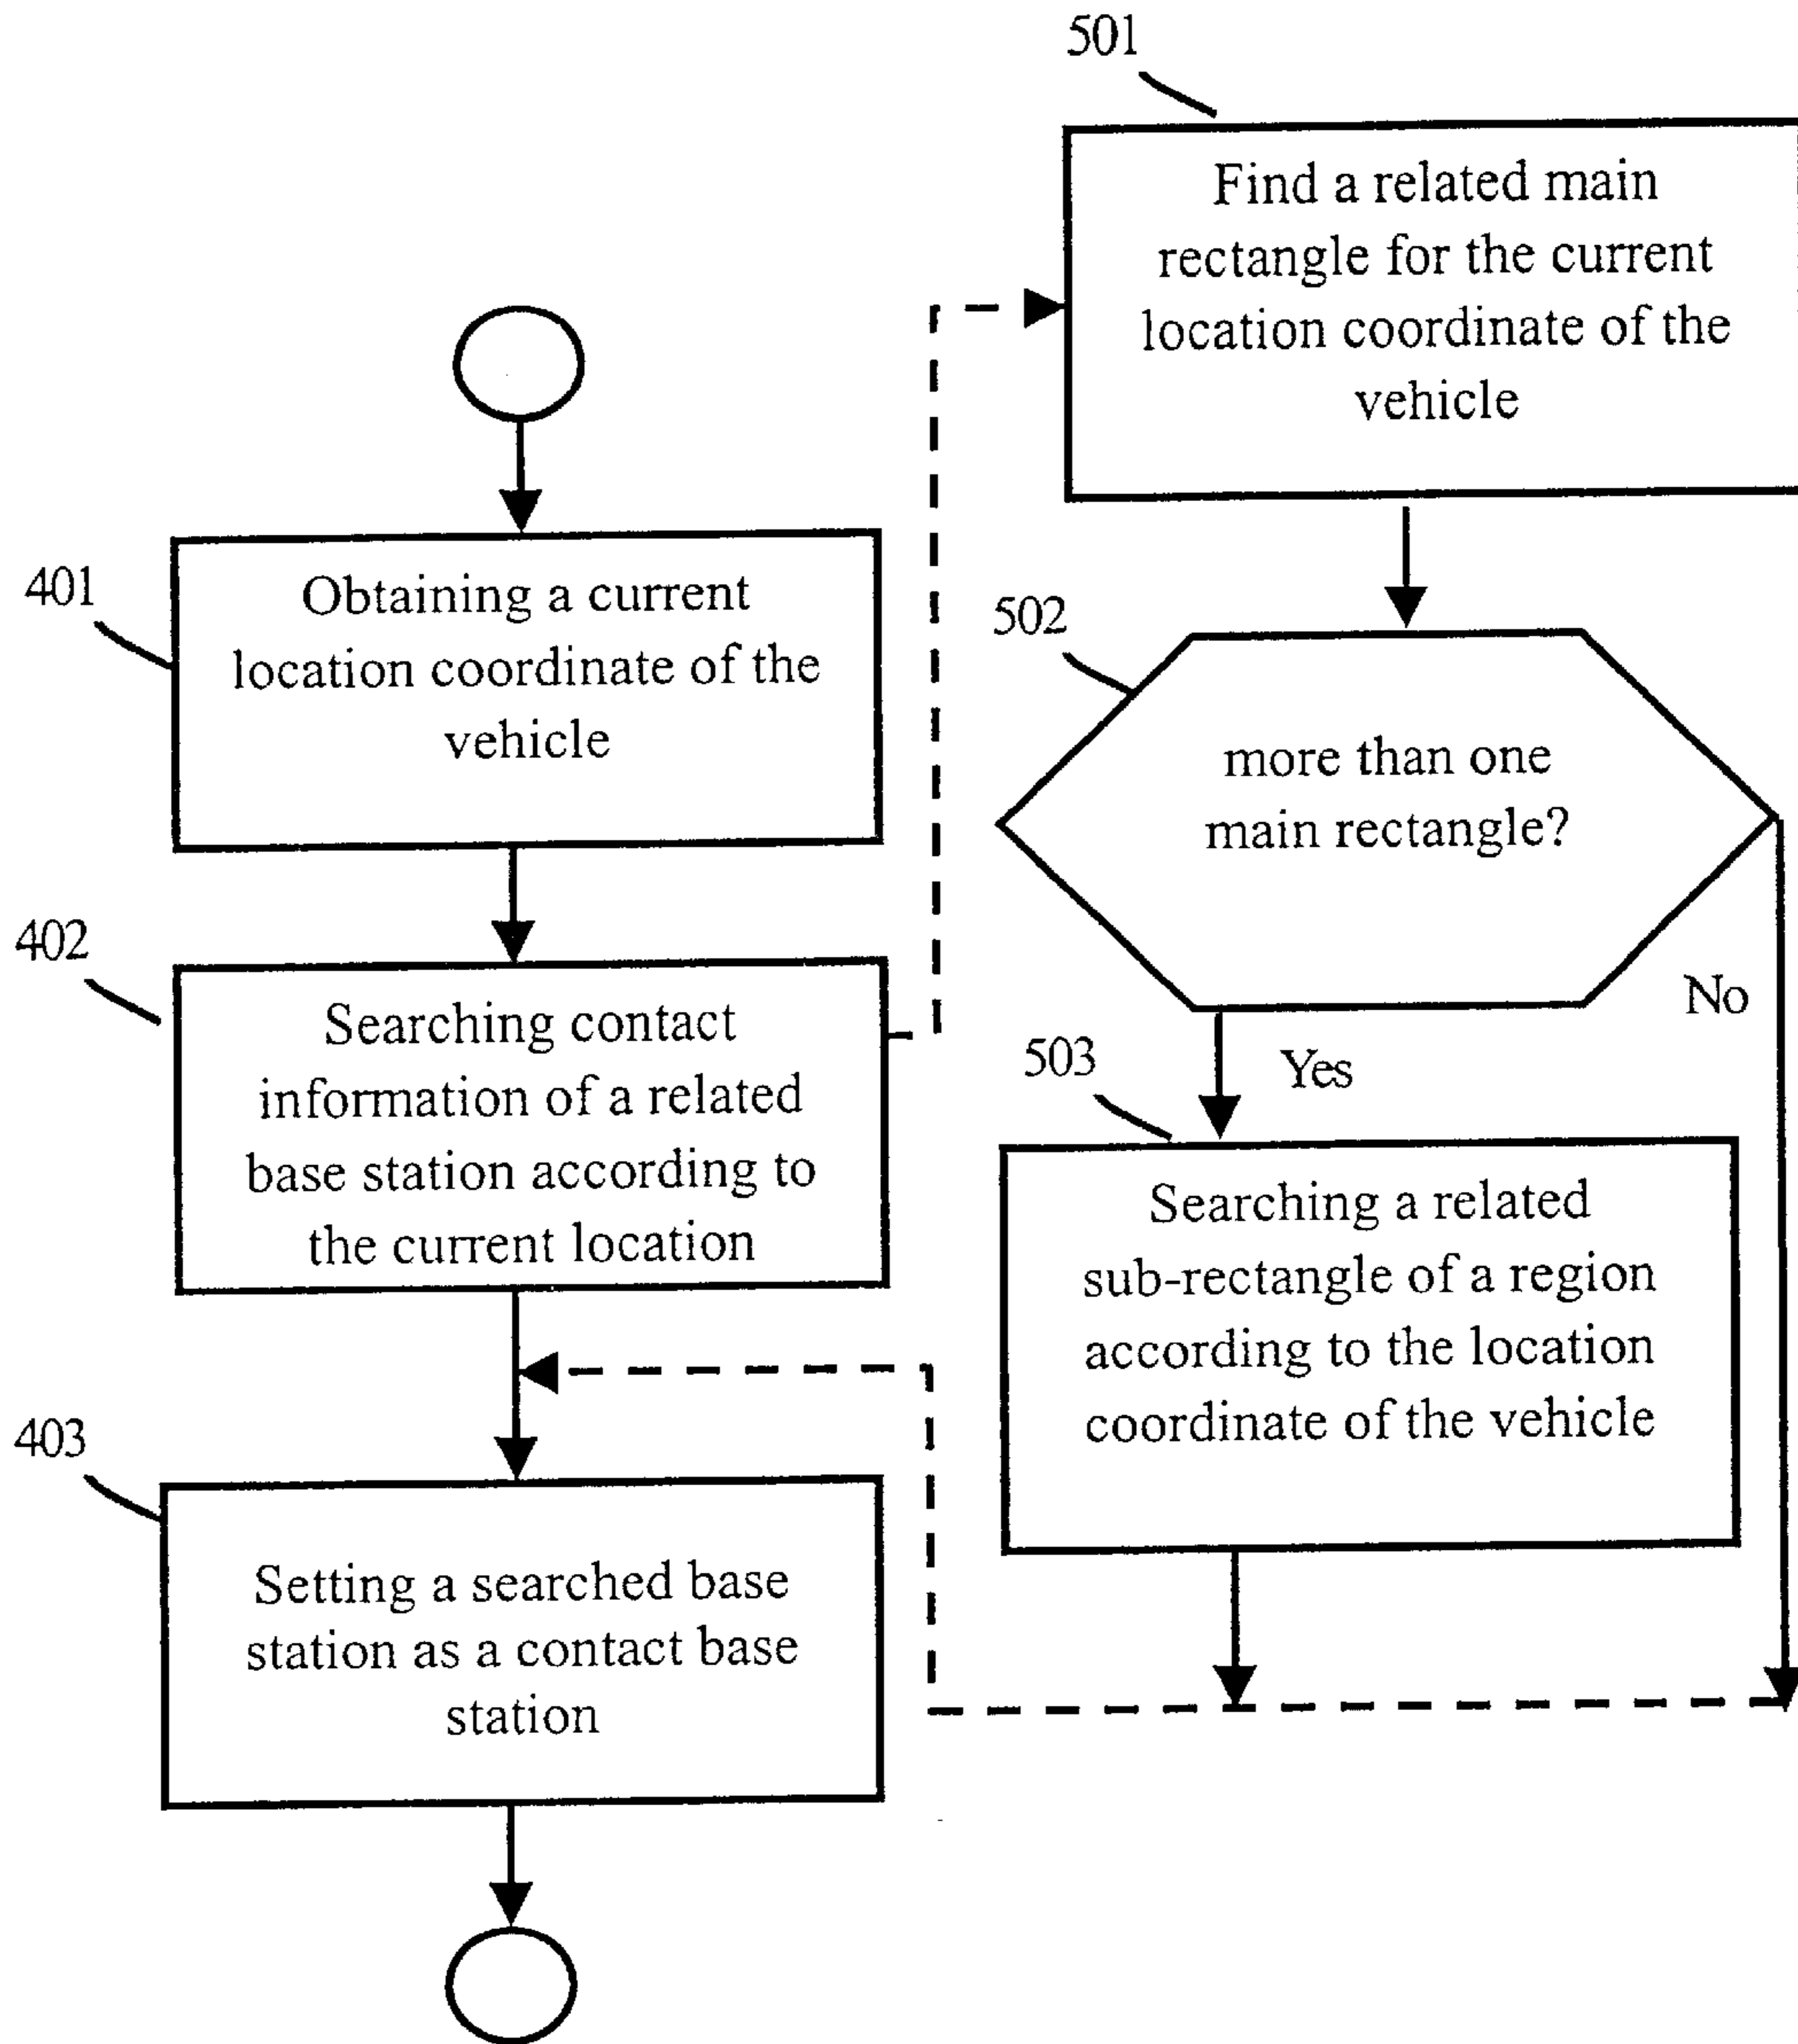 401
Obtaining a current
location coordinate of the
vehicle
402
Searching contact
information of a related
base station according to
the current location
403
Setting a searched base
station as a contact base
station
501
Find a related main
rectangle for the current
location coordinate of the
vehicle
502
more than one
main rectangle?
No
Yes
503
Searching a related
sub-rectangle of a region
according to the location
coordinate of the vehicle